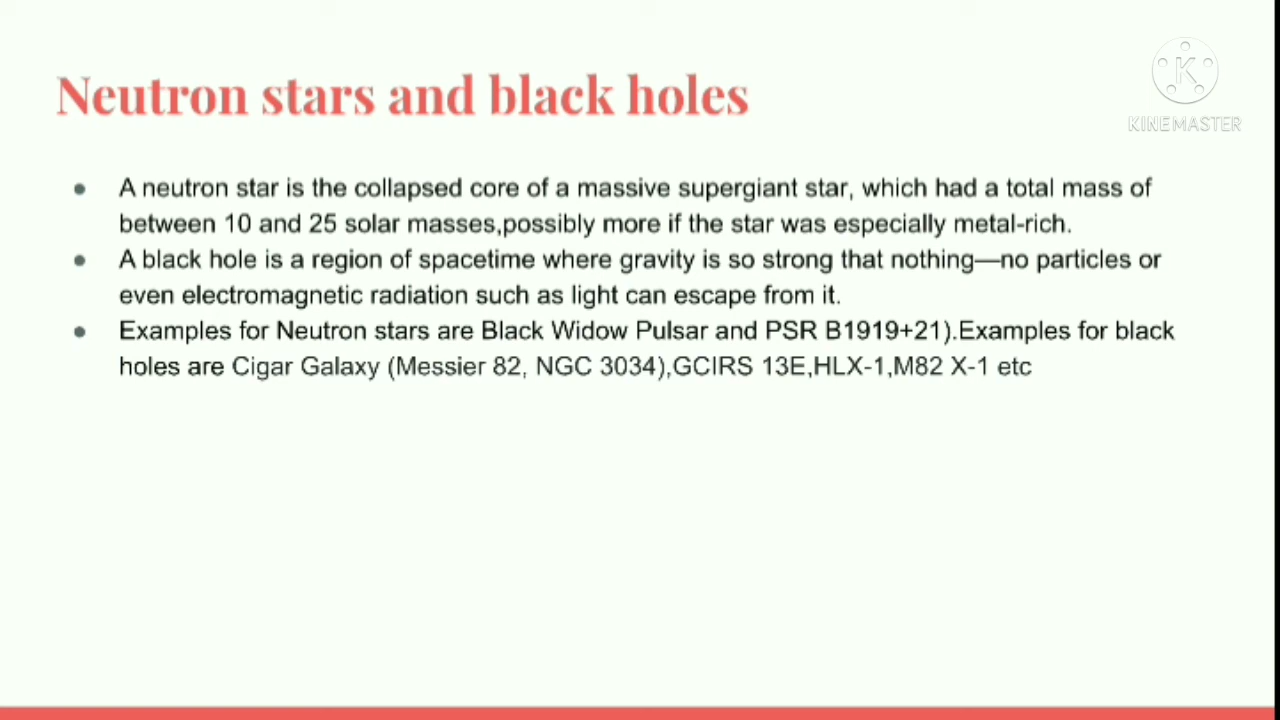 Neutron stars and black holes
KINEMASTER
● A neutron star is the collapsed core of a massive supergiant star, which had a total mass of
between 10 and 25 solar masses,possibly more if the star was especially metal-rich.
● A black hole is a region of spacetime where gravity is so strong that nothing—no particles or
even electromagnetic radiation such as light can escape from it.
● Examples for Neutron stars are Black Widow Pulsar and PSR B1919+21).Examples for black
holes are Cigar Galaxy (Messier 82, NGC 3034),GCIRS 13E,HLX-1,M82 X-1 etc